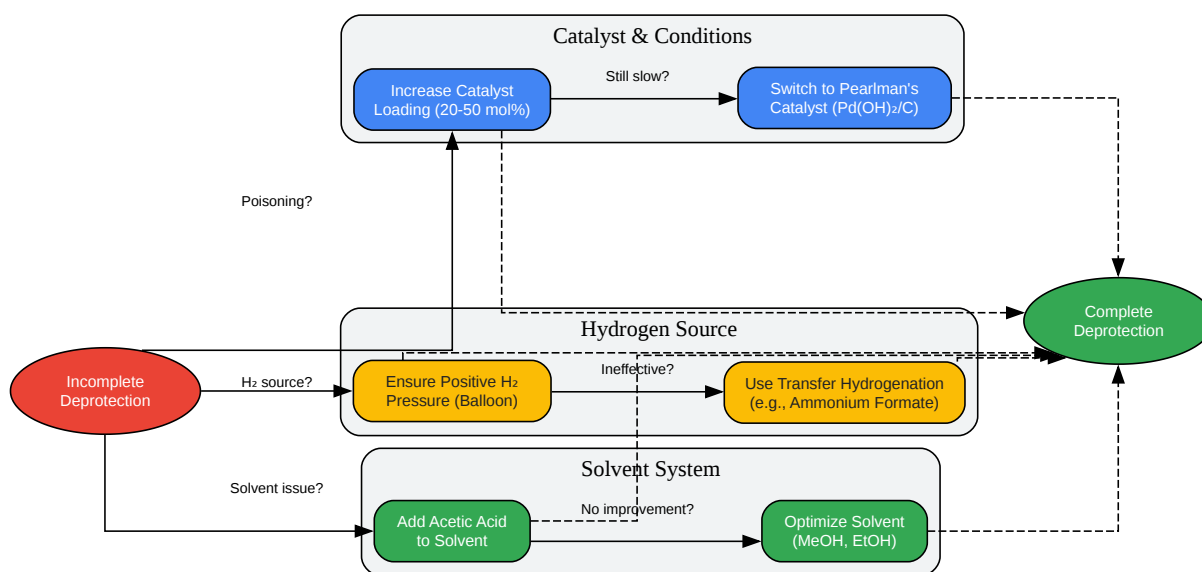 Catalyst & Conditions
Increase Catalyst
Loading (20-50 mol%)
Still slow?
Switch to Pearlman's
Catalyst (Pd(OH)₂/C)
Poisoning?
Hydrogen Source
Complete
Deprotection
Incomplete
Deprotection
H₂ source?
Ensure Positive H₂
Pressure (Balloon)
Ineffective?
Use Transfer Hydrogenation
(e.g., Ammonium Formate)
Solvent System
Solvent issue?
Add Acetic Acid
to Solvent
No improvement?
Optimize Solvent
(MeOH, EtOH)